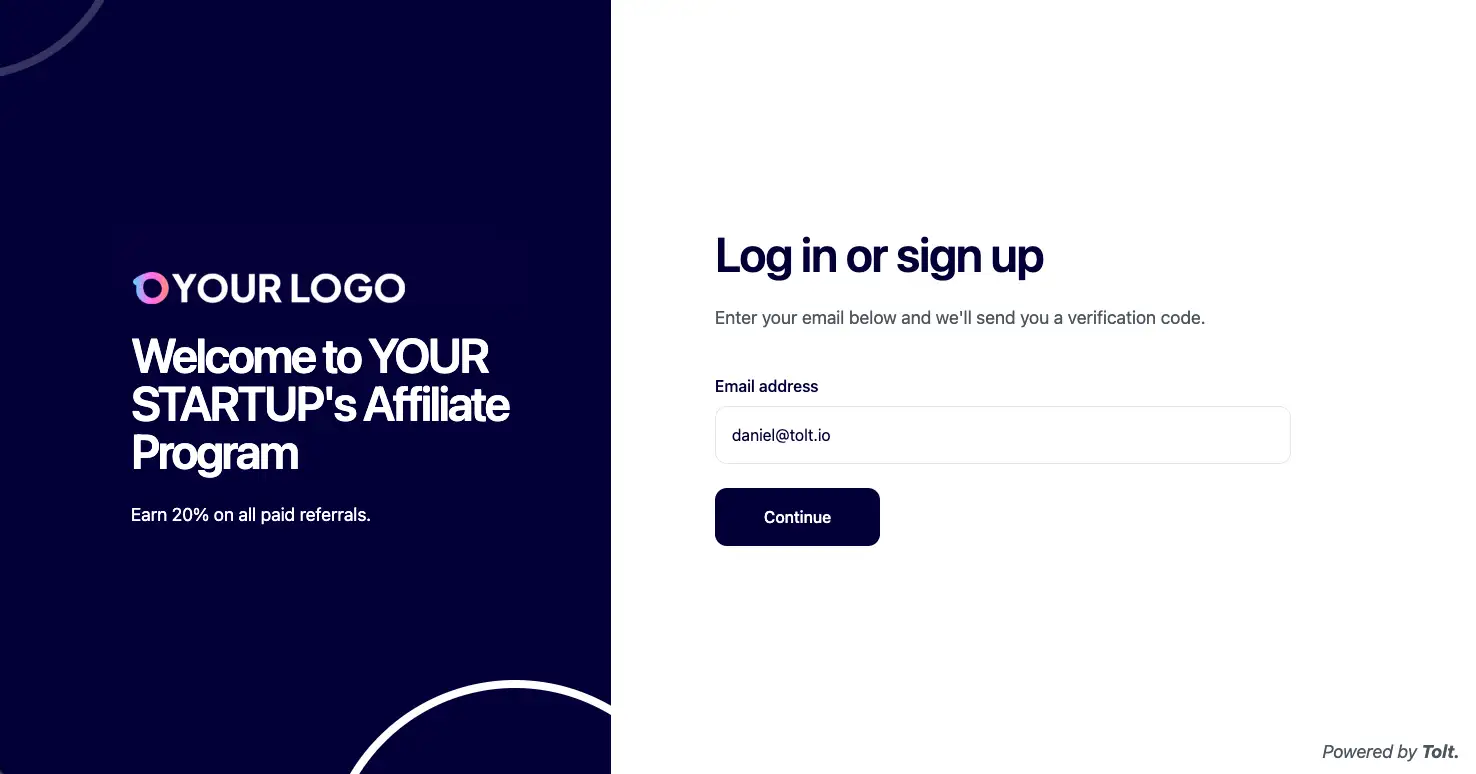 YOUR LOGO
Welcome to YOUR
STARTUP's Affiliate
Program
Earn 20% on all paid referrals.
Log in or sign up
Enter your email below and we'll send you a verification code.
Email address
daniel@tolt.io
Continue
Powered by Tolt.